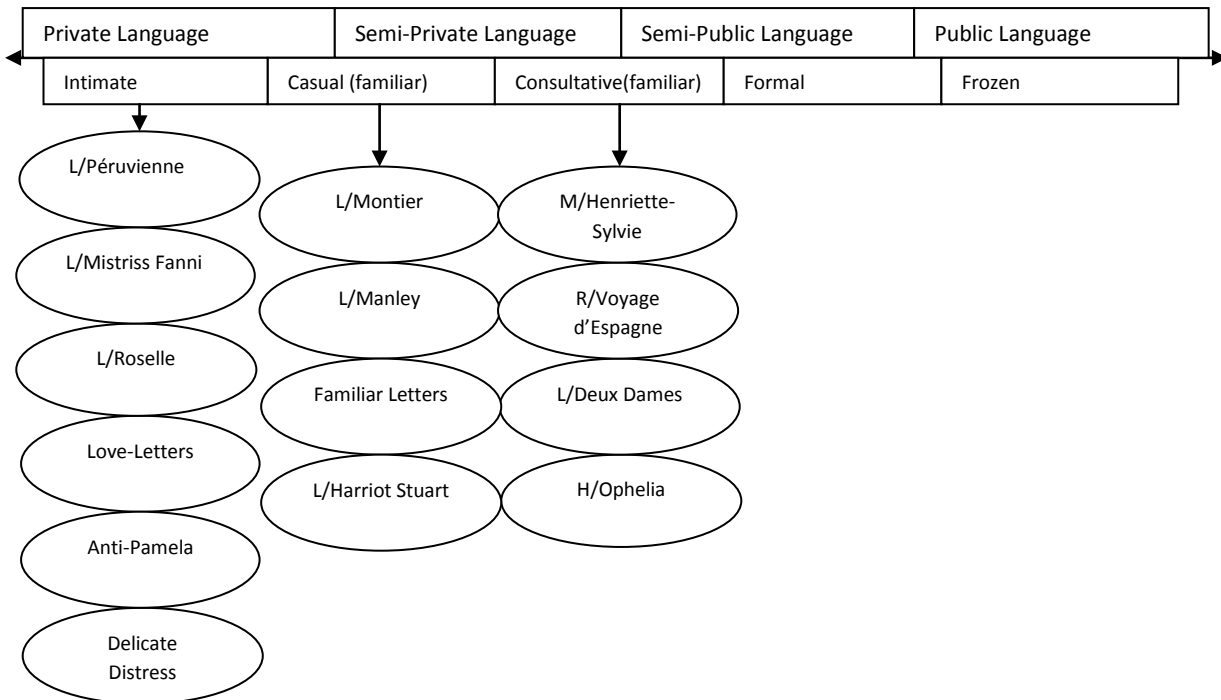 Private Language
Semi-Private Language
Semi-Public Language
Public Language
Intimate
Casual (familiar)
Consultative(familiar)
Formal
Frozen
L/Péruvienne
L/Mistriss Fanni
L/Roselle
Love-Letters
Anti-Pamela
Delicate
Distress
L/Montier
L/Manley
Familiar Letters
L/Harriot Stuart
M/Henriette-
Sylvie
R/Voyage
d’Espagne
L/Deux Dames
H/Ophelia